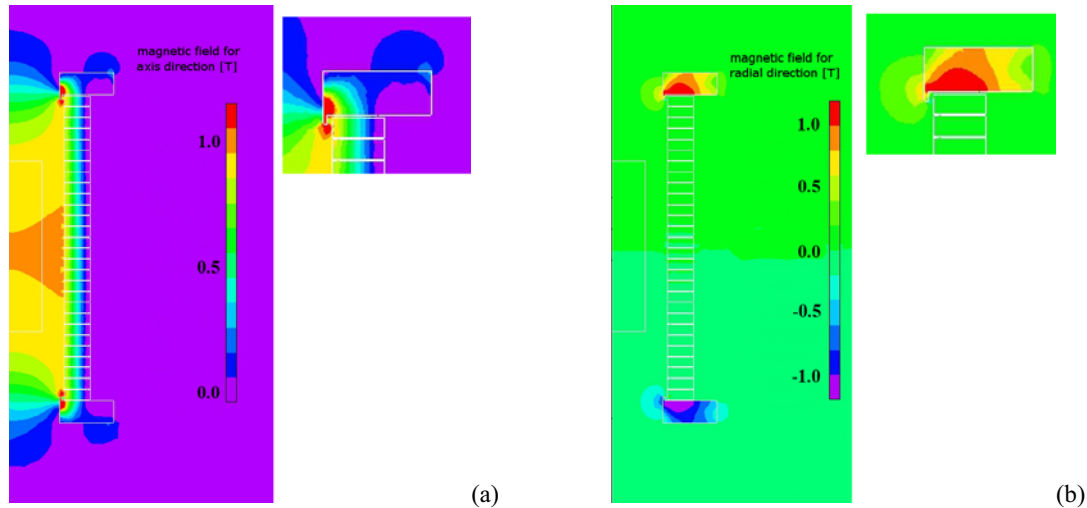 magnetic field for
axis direction [T]
1.0
0.5
0.0
(a)
magnetic field for
radial direction [T]
1.0
0.5
0.0
-0.5
-1.0
(b)